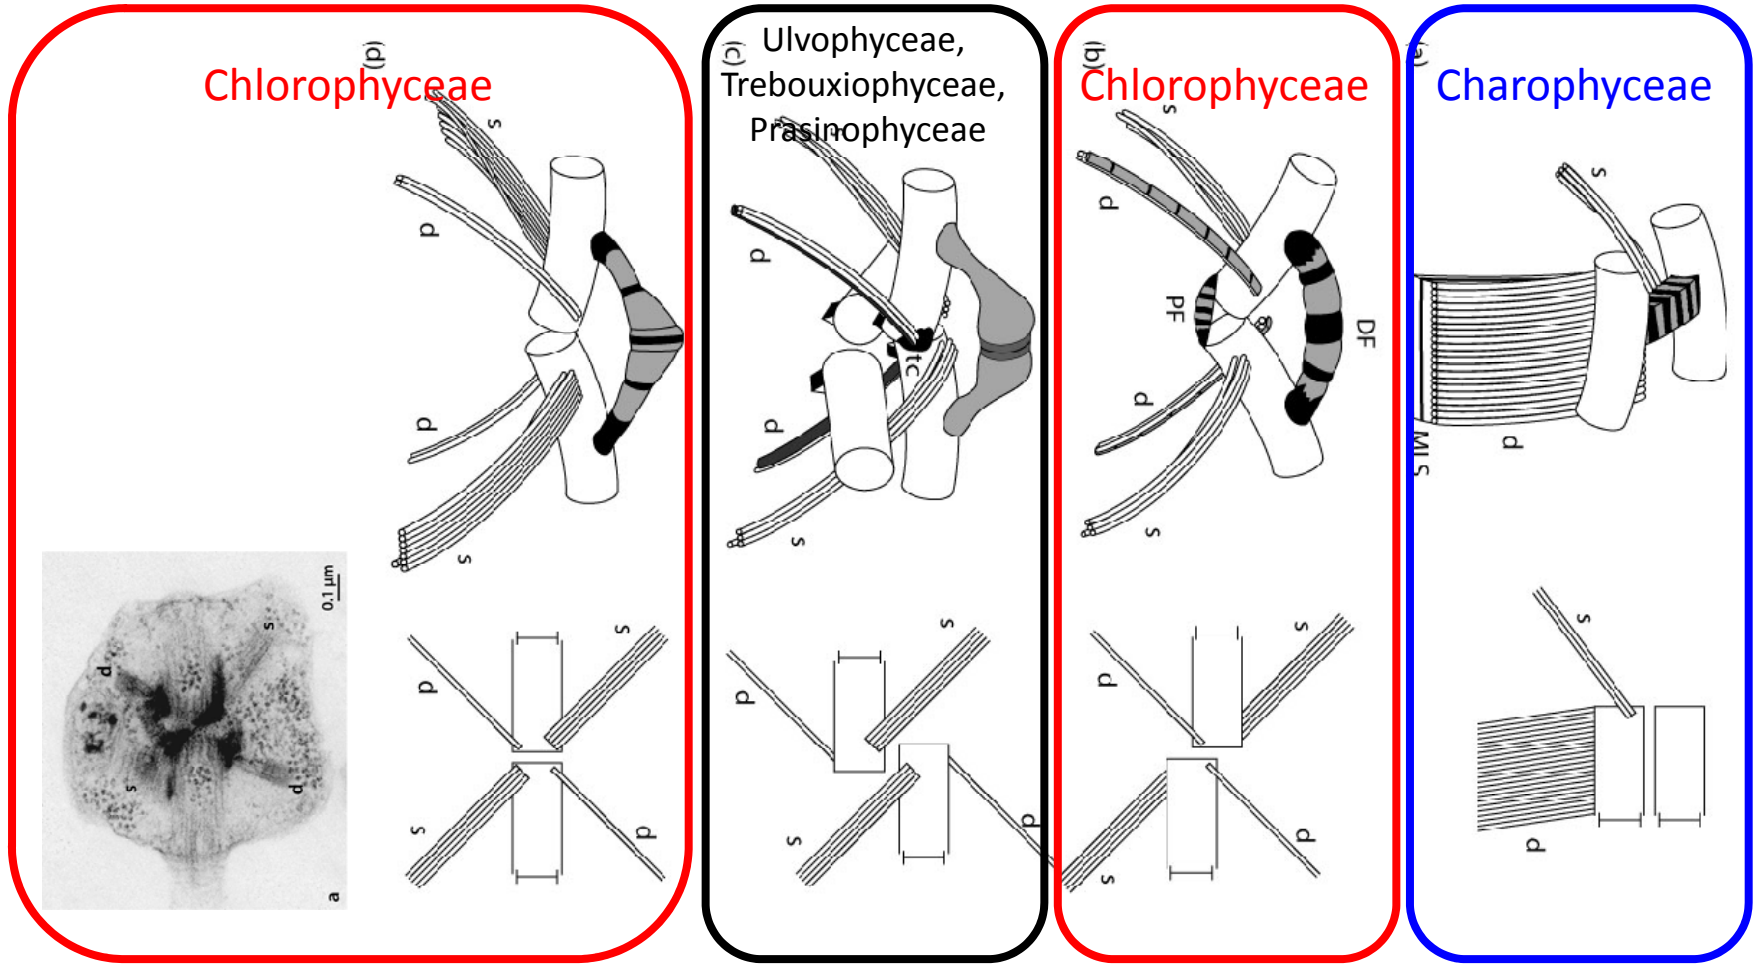 Chlorophyceae
(d)
s
d
d
s
0.1 µm
s
d
s
d
a
s
d
s
d
Ulvophyceae,
Trebouxiophyceae,
Prasinophyceae
(c)
s
d
tc
d
s
s
d
s
d
Chlorophyceae
(b)
s
d
PF
DF
d
s
s
d
d
s
Charophyceae
(a)
s
MLS
d
s
d